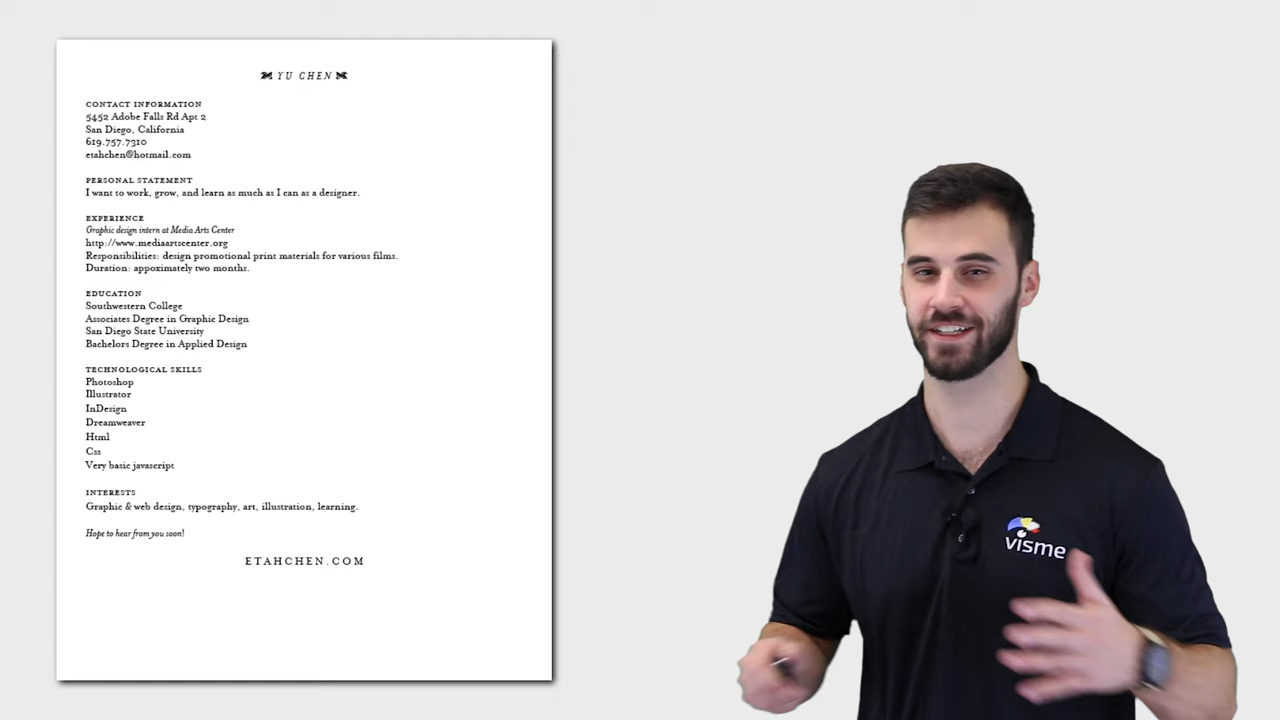 YU CHEN
CONTACT INFORMATION
5452 Adobe Falls Rd Apt 2
San Diego, California
619.757.7310
etahchen@hotmail.com
PERSONAL STATEMENT
I want to work, grow, and learn as much as I can as a designer.
EXPERIENCE
Graphic design intern at Media Arts Center
http://www.mediaartscenter.org
Responsibilities: design promotional print materials for various films.
Duration: appoximately two months.
EDUCATION
Southwestern College
Associates Degree in Graphic Design
San Diego State University
Bachelors Degree in Applied Design
TECHNOLOGICAL SKILLS
Photoshop
Illustrator
InDesign
Dreamweaver
Html
Css
Very basic javascript
INTERESTS
Graphic & web design, typography, art, illustration, learning.
Hope to hear from you soon!
ETAHCHEN.COM
visme